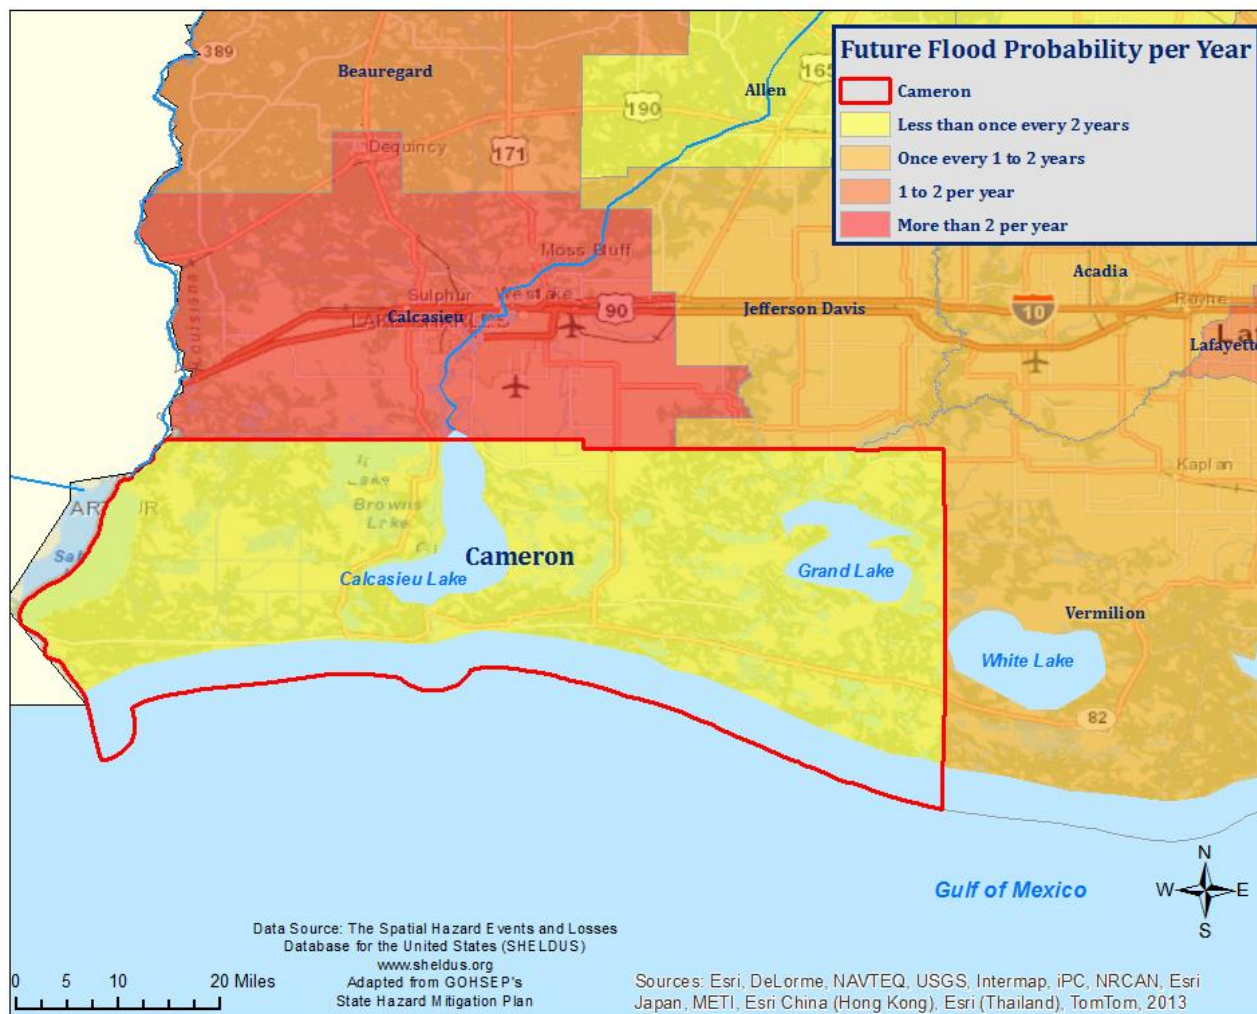 389
Beauregard
165
Allen
190
171
Dequincy
Future Flood Probability per Year
Cameron
Less than once every 2 years
Once every 1 to 2 years
1 to 2 per year
More than 2 per year
Moss Bluff
Acadia
Sulphur
Westlake
Rayne
Calcasieu
LAKE CHARLES
90
Jefferson Davis
10
Lafayette
Louisiana
Kaplan
Lake
Browns
Lake
Cameron
Calcasieu Lake
Grand Lake
Vermilion
White Lake
82
Gulf of Mexico
N
W
E
S
Data Source: The Spatial Hazard Events and Losses
Database for the United States (SHELDUS)
www.sheldus.org
Adapted from GOHSEP's
State Hazard Mitigation Plan
0 5 10 20 Miles
Sources: Esri, DeLorme, NAVTEQ, USGS, Intermap, iPC, NRCAN, Esri
Japan, METI, Esri China (Hong Kong), Esri (Thailand), TomTom, 2013